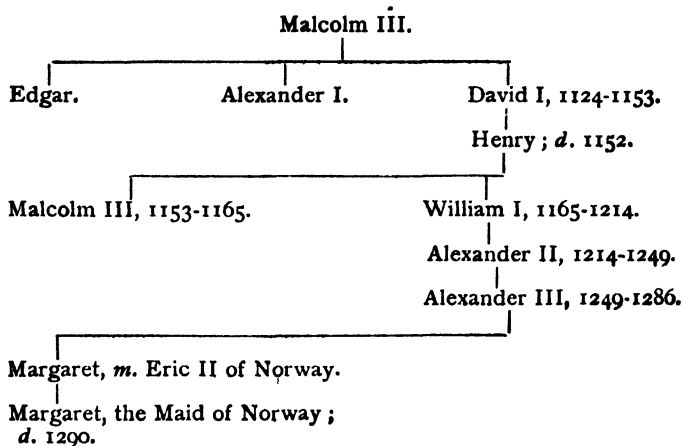 Malcolm III.
Edgar. Alexander I. David I, 1124-1153.
Henry ; d. 1152.
Malcolm III, 1153-1165. William I, 1165-1214.
Alexander II, 1214-1249.
Alexander III, 1249-1286.
Margaret, m. Eric II of Norway.
Margaret, the Maid of Norway ;
d. 1290.